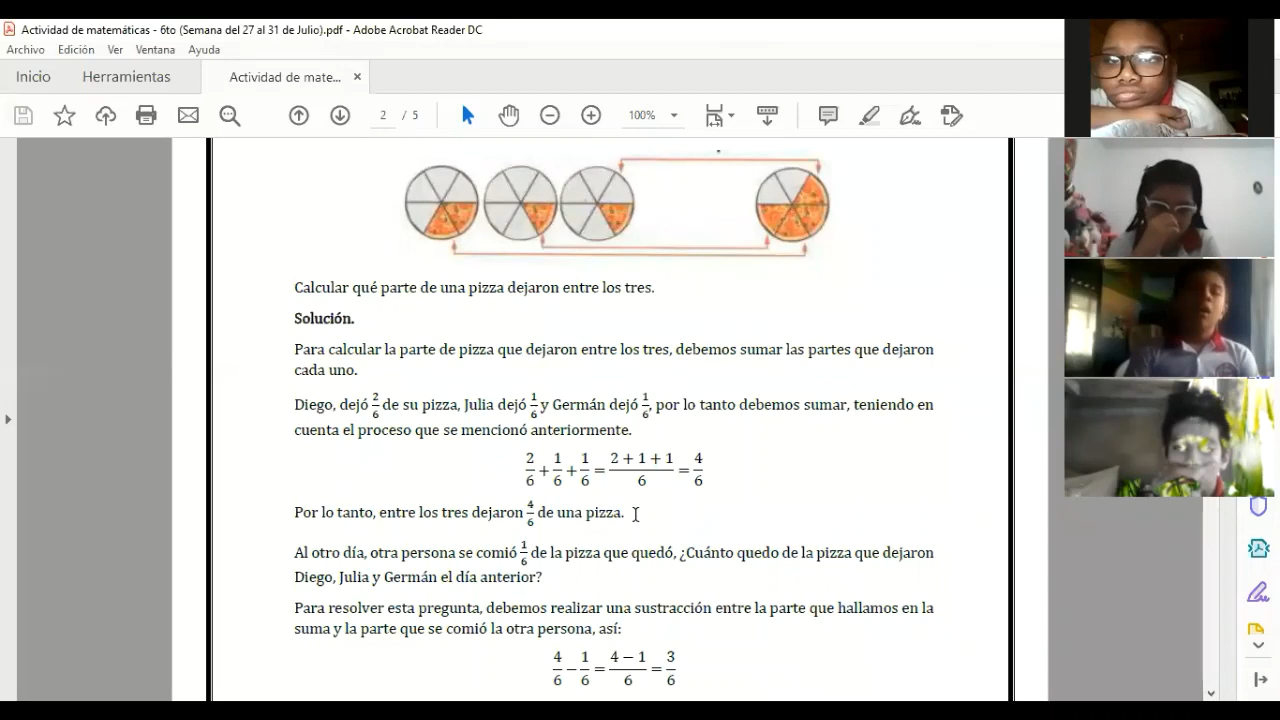 Actividad de matemáticas - 6to (Semana del 27 al 31 de Julio).pdf - Adobe Acrobat Reader DC
Archivo Edición Ver Ventana Ayuda
Inicio Herramientas Actividad de mate... ×
2 / 5 100%
Calcular qué parte de una pizza dejaron entre los tres.
Solución.
Para calcular la parte de pizza que dejaron entre los tres, debemos sumar las partes que dejaron
cada uno.
Diego, dejó 2/6 de su pizza, Julia dejó 1/6 y Germán dejó 1/6, por lo tanto debemos sumar, teniendo en
cuenta el proceso que se mencionó anteriormente.
2/6 + 1/6 + 1/6 = (2 + 1 + 1)/6 = 4/6
Por lo tanto, entre los tres dejaron 4/6 de una pizza.
Al otro día, otra persona se comió 1/6 de la pizza que quedó, ¿Cuánto quedo de la pizza que dejaron
Diego, Julia y Germán el día anterior?
Para resolver esta pregunta, debemos realizar una sustracción entre la parte que hallamos en la
suma y la parte que se comió la otra persona, así:
4/6 − 1/6 = (4 − 1)/6 = 3/6